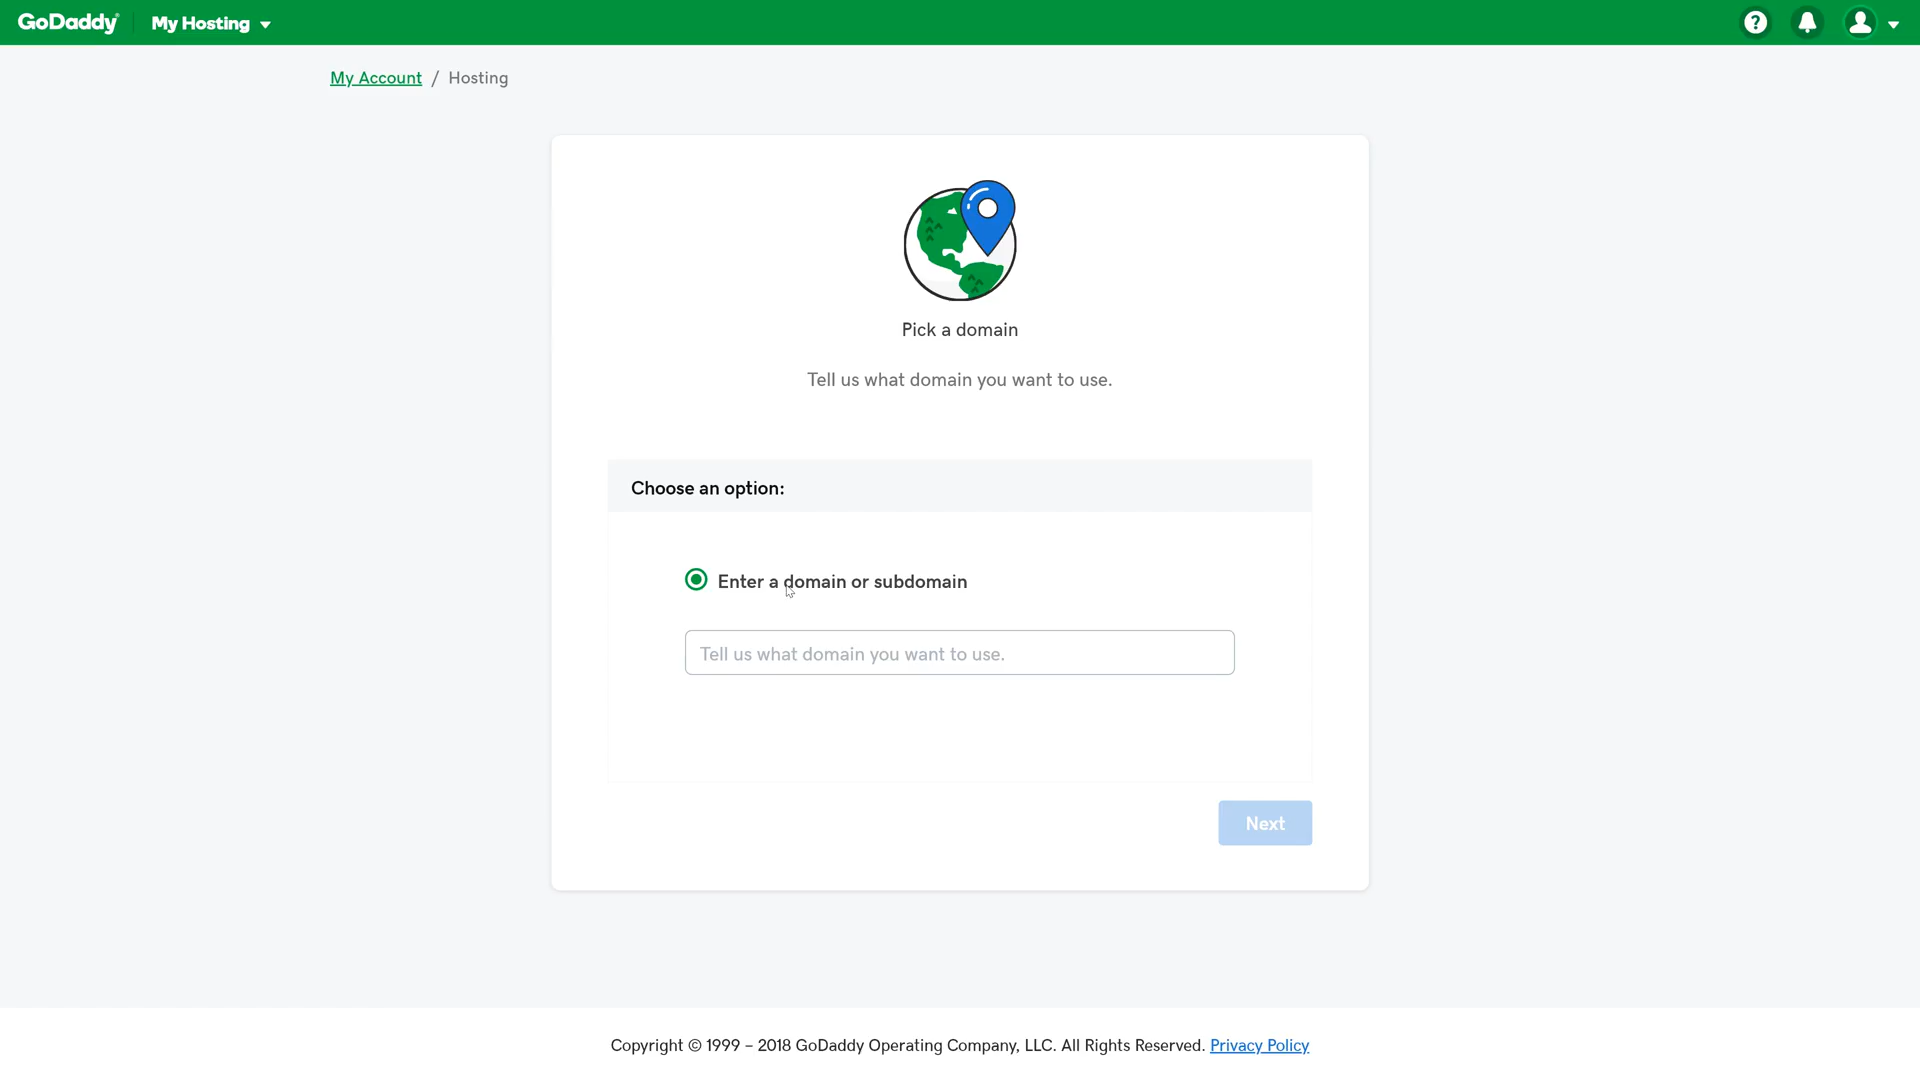 GoDaddy My Hosting
My Account / Hosting
Pick a domain
Tell us what domain you want to use.
Choose an option:
Enter a domain or subdomain
Tell us what domain you want to use.
Next
Copyright © 1999 – 2018 GoDaddy Operating Company, LLC. All Rights Reserved. Privacy Policy